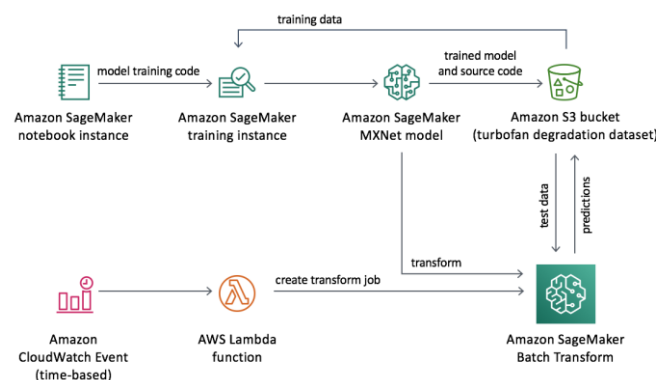 training data
model training code
trained model
and source code
Amazon SageMaker
notebook instance
Amazon SageMaker
training instance
Amazon SageMaker
MXNet model
Amazon S3 bucket
(turbofan degradation dataset)
test data
predictions
transform
create transform job
Amazon
CloudWatch Event
(time-based)
AWS Lambda
function
Amazon SageMaker
Batch Transform